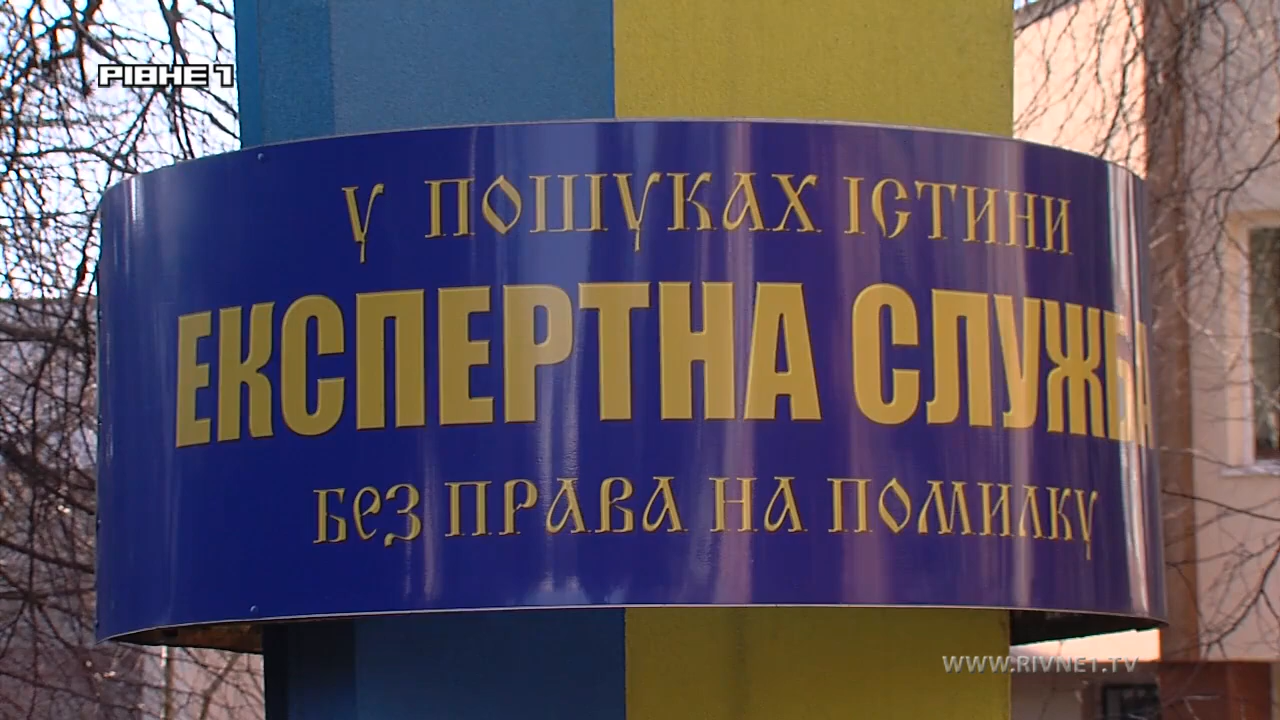 РІВНЕ 1
У ПОШУКАХ ІСТИНИ
ЕКСПЕРТНА СЛУЖБА
БЕЗ ПРАВА НА ПОМИЛКУ
WWW.RIVNE1.TV